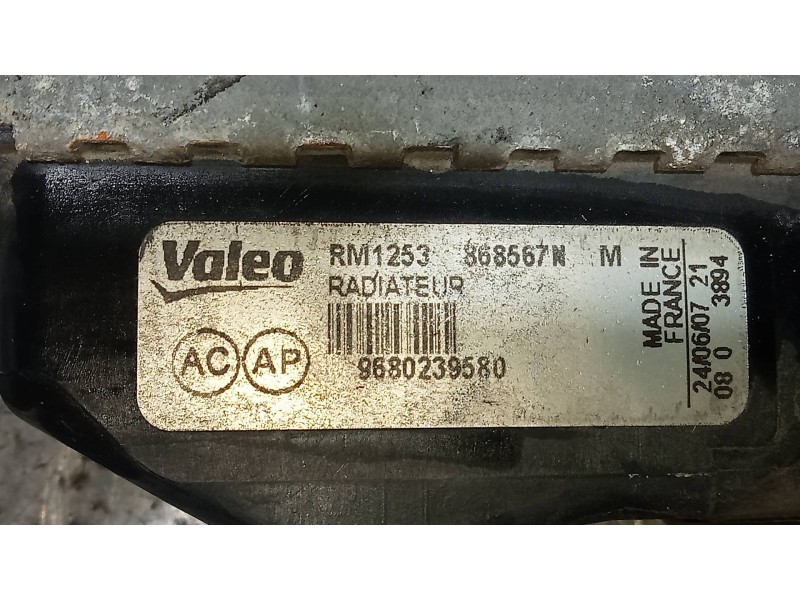 Valeo RM1253 868567N M
RADIATEUR
AC AP
9680239580
MADE IN
FRANCE
24/06/07 21
08 0 3894